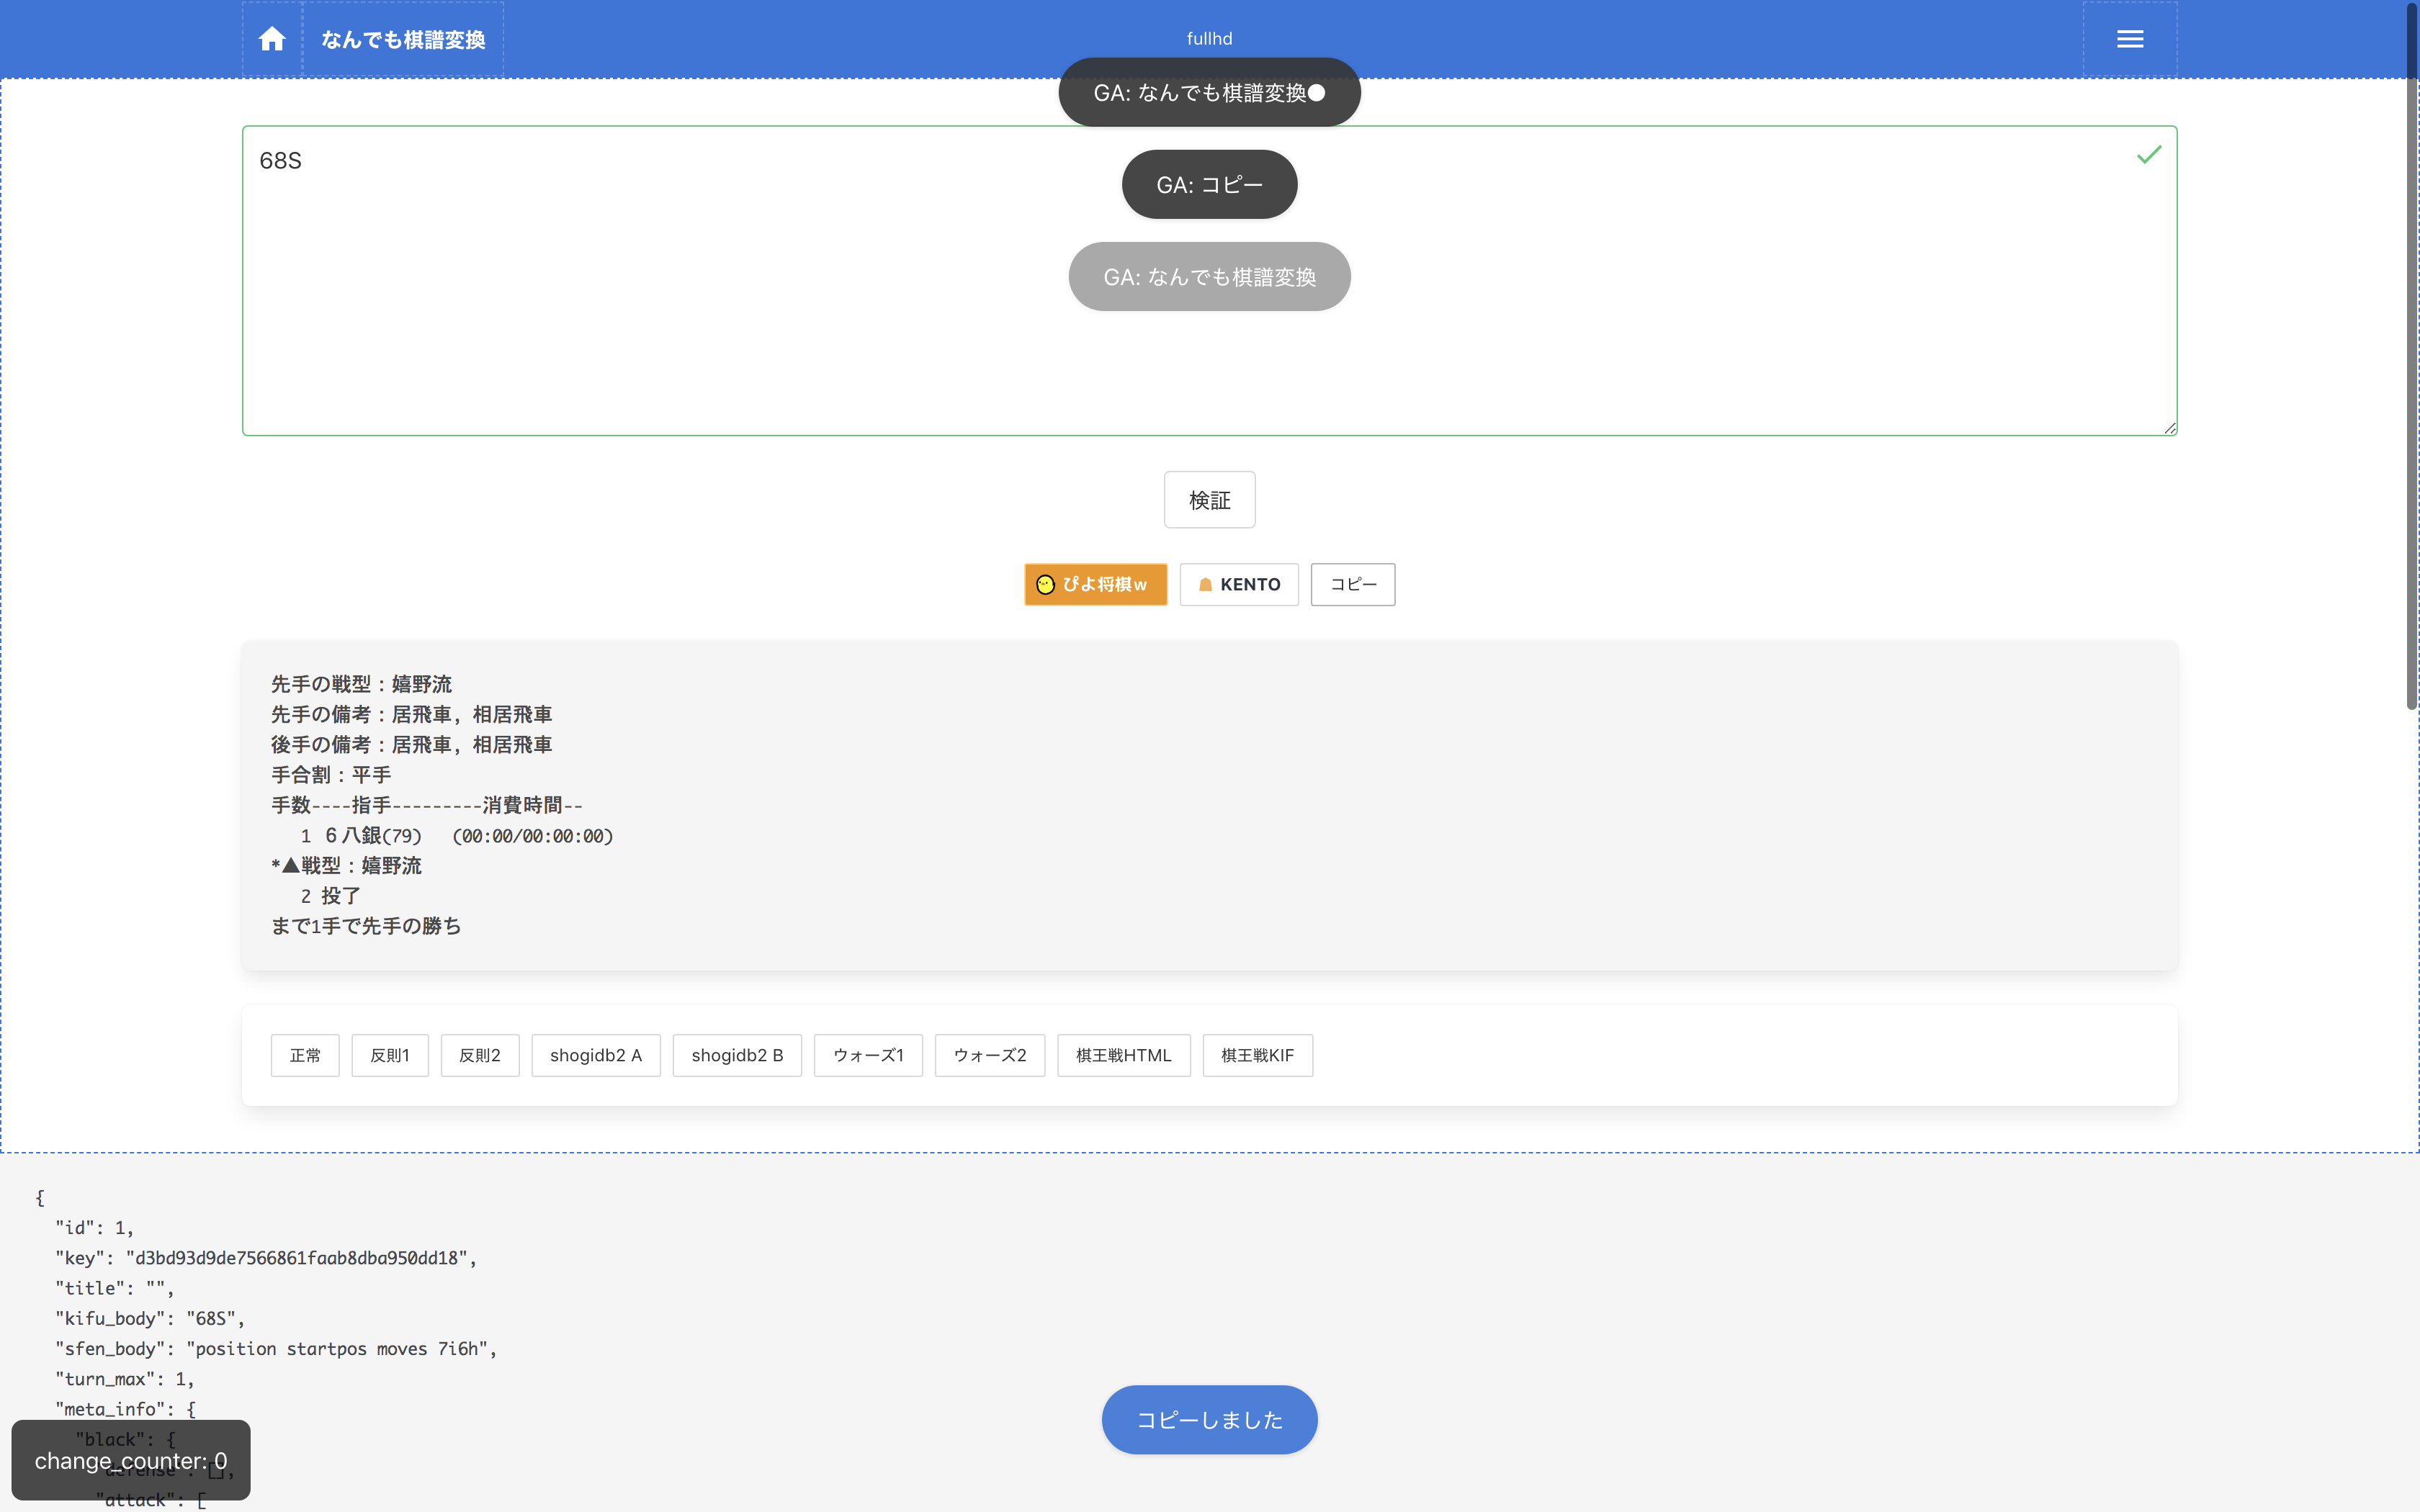 なんでも棋譜変換
fullhd
GA: なんでも棋譜変換●
68S
GA: コピー
GA: なんでも棋譜変換
検証
ぴよ将棋w
KENTO
コピー
先手の戦型：嬉野流
先手の備考：居飛車, 相居飛車
後手の備考：居飛車, 相居飛車
手合割：平手
手数----指手---------消費時間--
   1 ６八銀(79)   (00:00/00:00:00)
*▲戦型：嬉野流
   2 投了
まで1手で先手の勝ち
正常 反則1 反則2 shogidb2 A shogidb2 B ウォーズ1 ウォーズ2 棋王戦HTML 棋王戦KIF
{
  "id": 1,
  "key": "d3bd93d9de7566861faab8dba950dd18",
  "title": "",
  "kifu_body": "68S",
  "sfen_body": "position startpos moves 7i6h",
  "turn_max": 1,
  "meta_info": {
    "black": {
      "defense": [],
      "attack": [
コピーしました
change_counter: 0